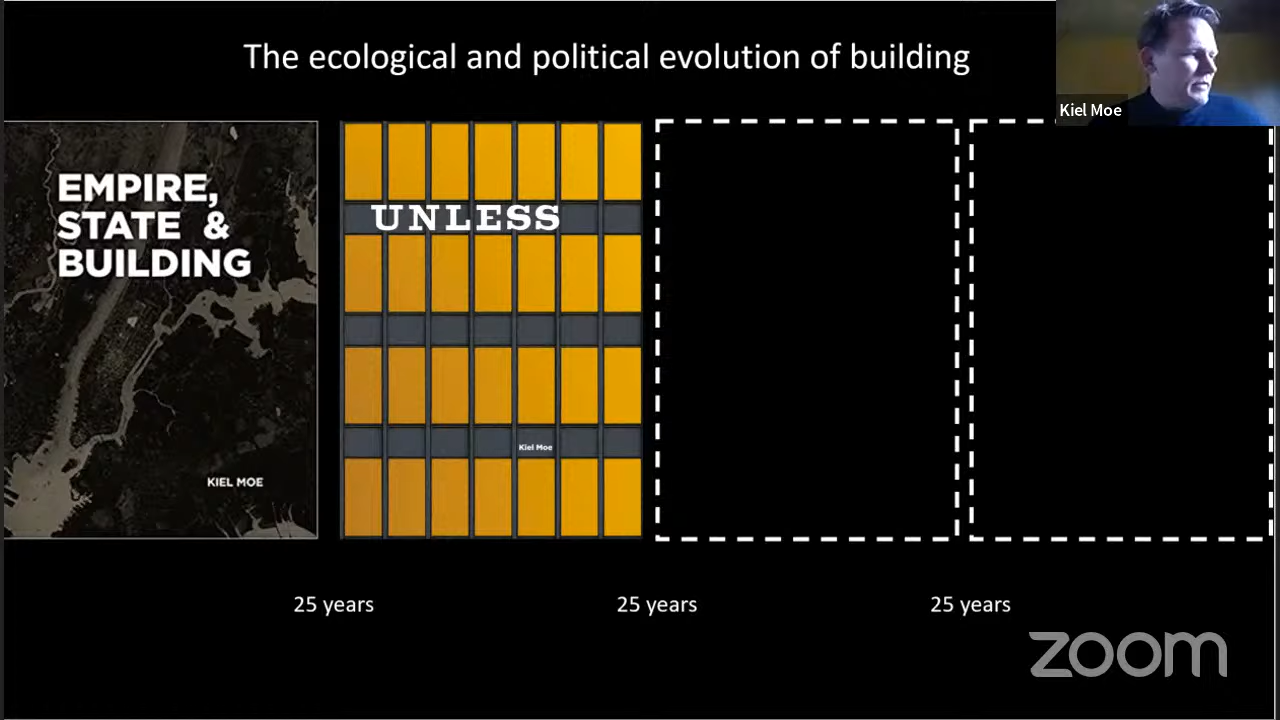 The ecological and political evolution of building
Kiel Moe
EMPIRE,
STATE &
BUILDING
KIEL MOE
UNLESS
Kiel Moe
25 years
25 years
25 years
zoom